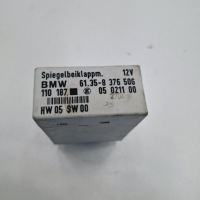 Spiegelbeiklappm. 12V
BMW 61.35-8 376 506
110 187 05 0211 00
HW 05 SW 00